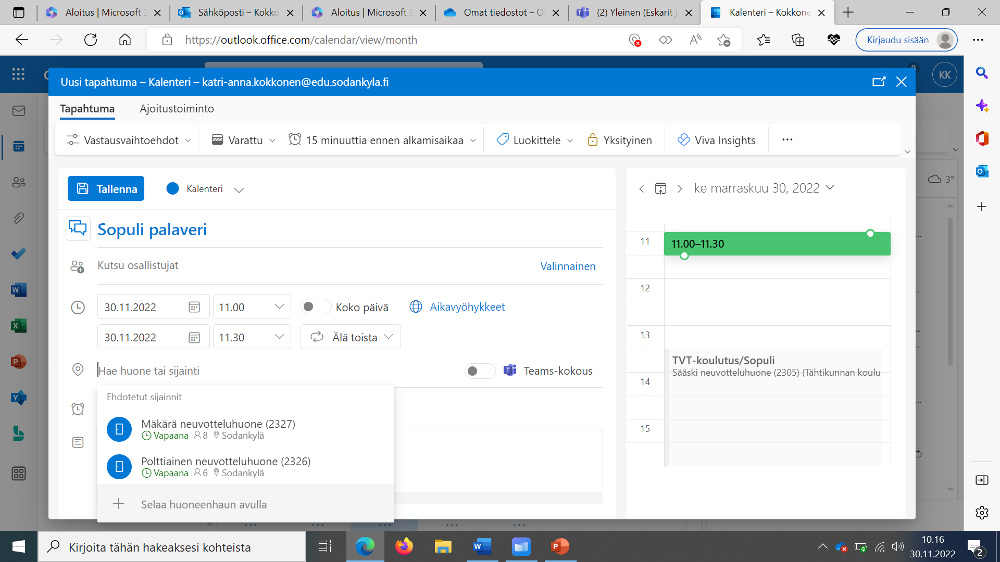 Aloitus | Microsoft 3
Sähköposti – Kokko
Aloitus | Microsoft 3
Omat tiedostot – O
(2) Yleinen (Eskarit j
Kalenteri – Kokkone
https://outlook.office.com/calendar/view/month
Kirjaudu sisään
KK
Uusi tapahtuma – Kalenteri – katri-anna.kokkonen@edu.sodankyla.fi
Tapahtuma
Ajoitustoiminto
Vastausvaihtoehdot
Varattu
15 minuuttia ennen alkamisaikaa
Luokittele
Yksityinen
Viva Insights
Tallenna
Kalenteri
ke marraskuu 30, 2022
3°
Sopuli palaveri
11
11.00–11.30
Kutsu osallistujat
Valinnainen
12
30.11.2022
11.00
Koko päivä
Aikavyöhykkeet
30.11.2022
11.30
Älä toista
13
Hae huone tai sijainti
Teams-kokous
TVT-koulutus/Sopuli
Sääski neuvotteluhuone (2305) (Tähtikunnan koulu
14
Ehdotetut sijainnit
Mäkärä neuvotteluhuone (2327)
Vapaana 8 Sodankylä
15
Polttiainen neuvotteluhuone (2326)
Vapaana 6 Sodankylä
Selaa huoneenhaun avulla
Kirjoita tähän hakeaksesi kohteista
10.16
30.11.2022
2